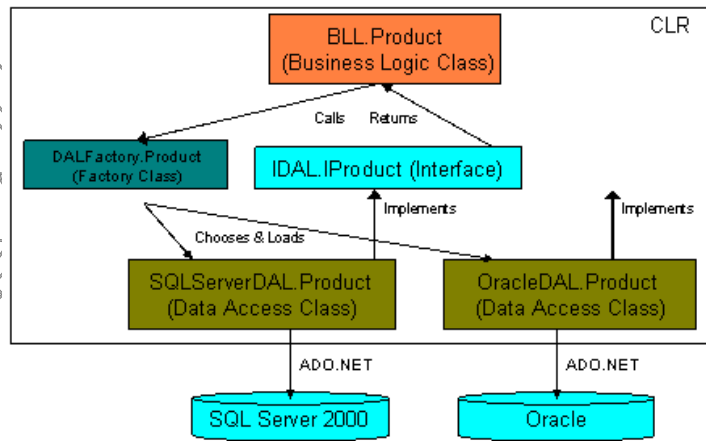 CLR
BLL.Product
(Business Logic Class)
Calls
Returns
DALFactory.Product
(Factory Class)
IDAL.IProduct (Interface)
Implements
Implements
Chooses & Loads
SQLServerDAL.Product
(Data Access Class)
OracleDAL.Product
(Data Access Class)
ADO.NET
ADO.NET
SQL Server 2000
Oracle